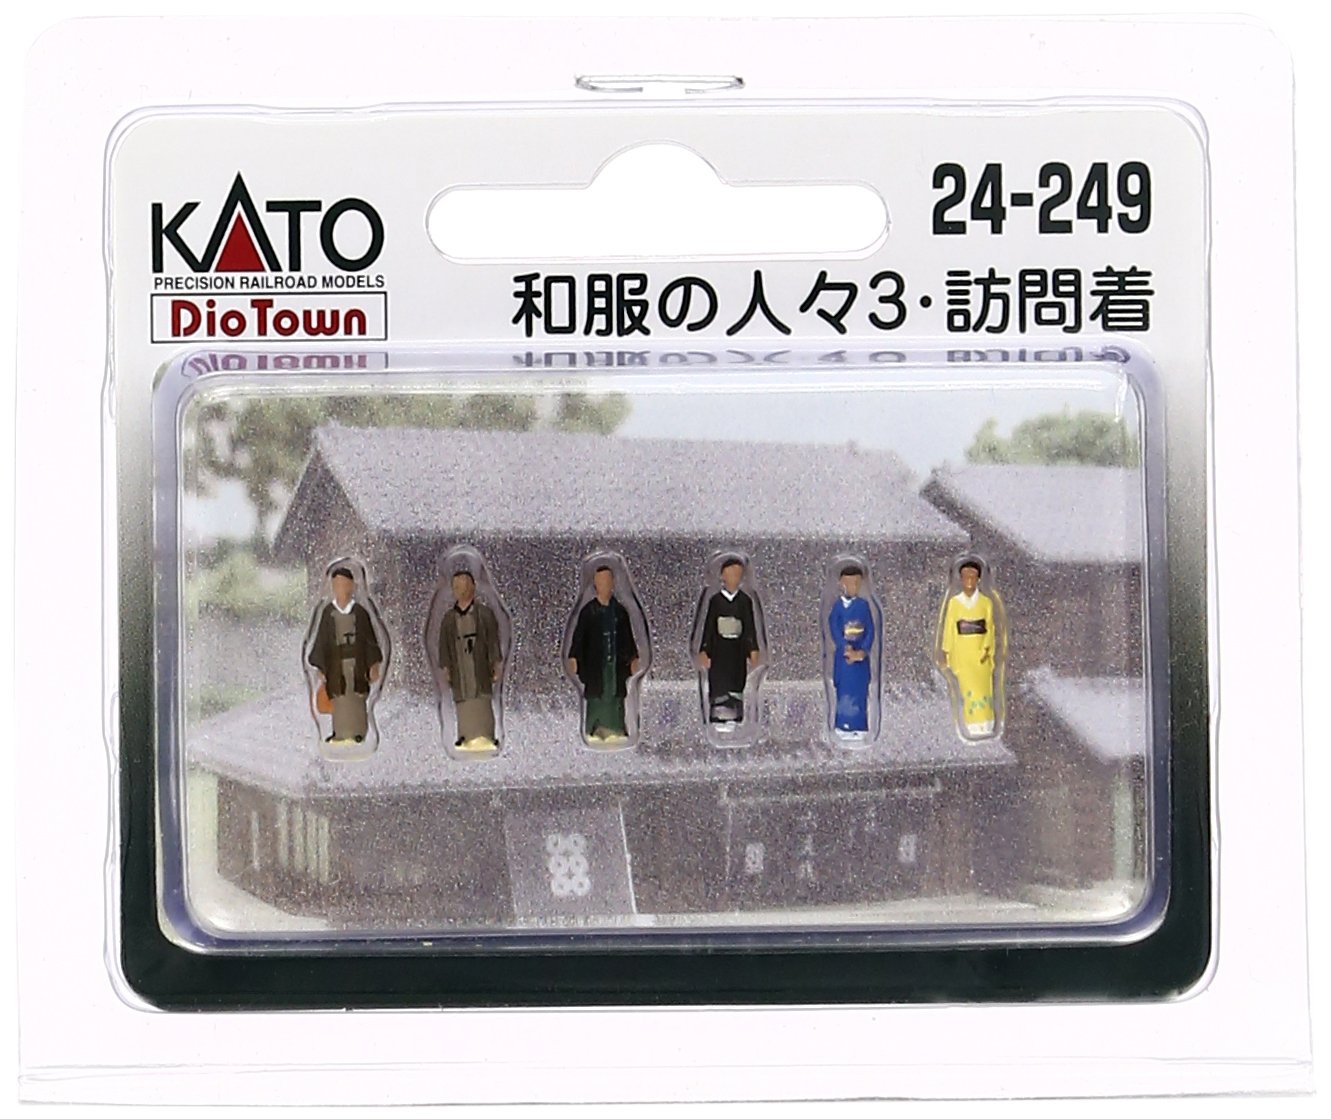 KATO
PRECISION RAILROAD MODELS
DioTown
24-249
和服の人々3・訪問着